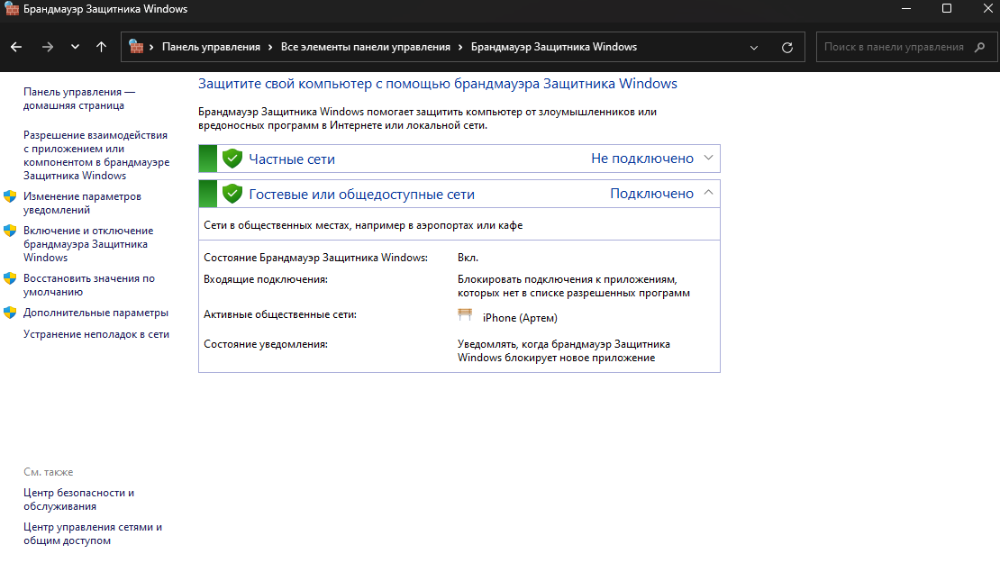 Брандмауэр Защитника Windows
Панель управления
Все элементы панели управления
Брандмауэр Защитника Windows
Поиск в панели управления
Панель управления —
домашняя страница
Разрешение взаимодействия
с приложением или
компонентом в брандмауэре
Защитника Windows
Изменение параметров
уведомлений
Включение и отключение
брандмауэра Защитника
Windows
Восстановить значения по
умолчанию
Дополнительные параметры
Устранение неполадок в сети
Защитите свой компьютер с помощью брандмауэра Защитника Windows
Брандмауэр Защитника Windows помогает защитить компьютер от злоумышленников или
вредоносных программ в Интернете или локальной сети.
Частные сети
Не подключено
Гостевые или общедоступные сети
Подключено
Сети в общественных местах, например в аэропортах или кафе
Состояние Брандмауэр Защитника Windows:
Вкл.
Входящие подключения:
Блокировать подключения к приложениям,
которых нет в списке разрешенных программ
Активные общественные сети:
iPhone (Артем)
Состояние уведомления:
Уведомлять, когда брандмауэр Защитника
Windows блокирует новое приложение
См. также
Центр безопасности и
обслуживания
Центр управления сетями и
общим доступом